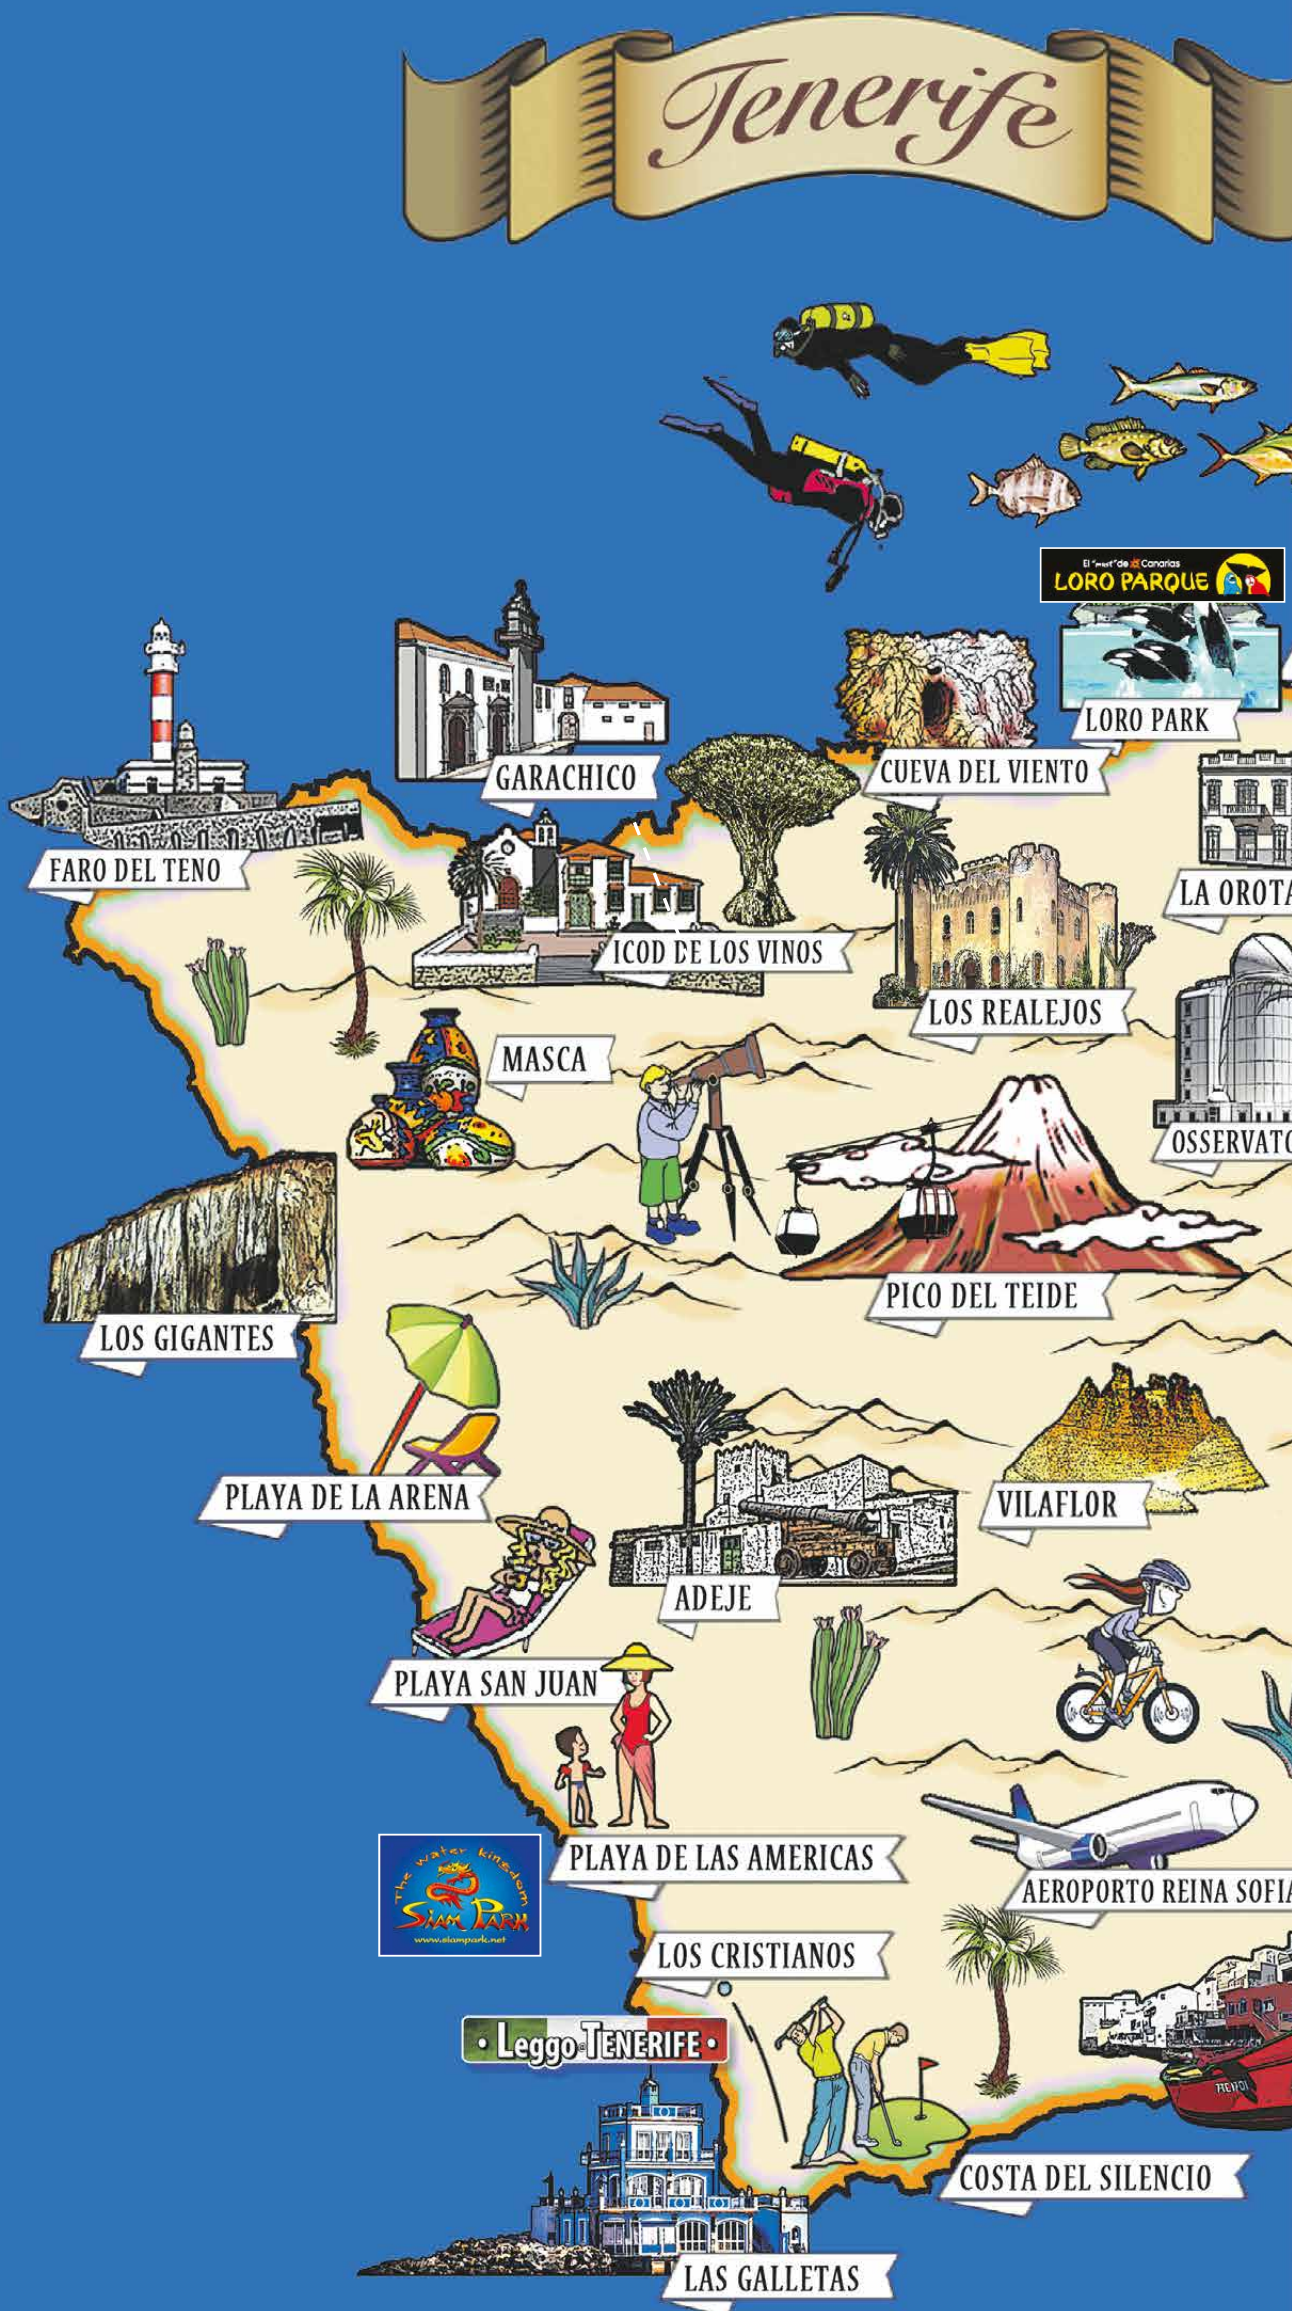 Tenerife
El "must" de Canarias
LORO PARQUE
LORO PARK
GARACHICO
CUEVA DEL VIENTO
FARO DEL TENO
LA OROTA
ICOD DE LOS VINOS
LOS REALEJOS
MASCA
OSSERVATO
PICO DEL TEIDE
LOS GIGANTES
PLAYA DE LA ARENA
VILAFLOR
ADEJE
PLAYA SAN JUAN
PLAYA DE LAS AMERICAS
The water kingdom
SIAM PARK
www.siampark.net
AEROPORTO REINA SOFIA
LOS CRISTIANOS
• Leggo TENERIFE •
COSTA DEL SILENCIO
LAS GALLETAS